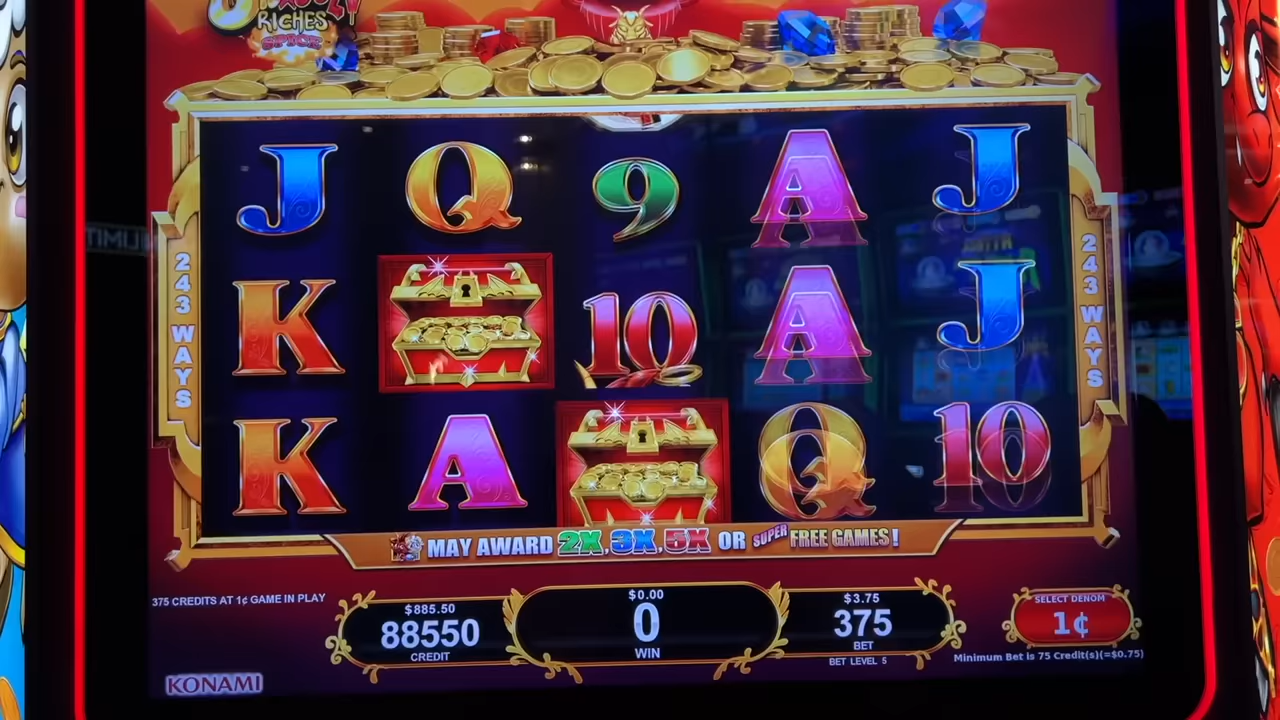 RICHES
SPICE
J Q 9 A J
K 10 A J
K A Q 10
243 WAYS
243 WAYS
MAY AWARD 2X, 3X, 5X OR SUPER FREE GAMES!
375 CREDITS AT 1¢ GAME IN PLAY
$885.50
88550
CREDIT
$0.00
0
WIN
$3.75
375
BET
BET LEVEL 5
SELECT DENOM
1¢
Minimum Bet is 75 Credit(s)(=$0.75)
KONAMI